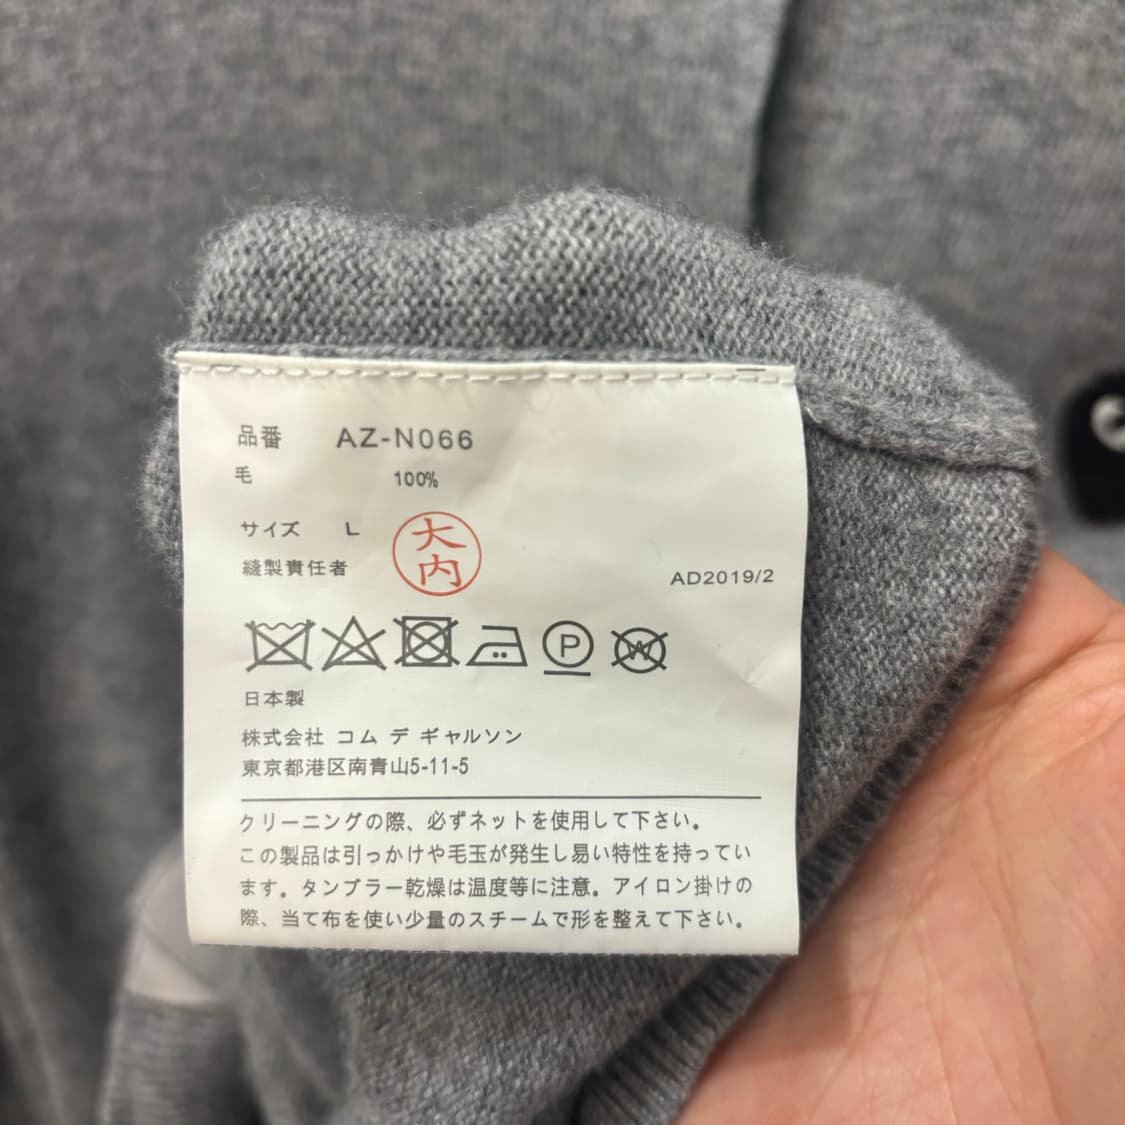 品番 AZ-N066
毛 100%
サイズ L
大内
縫製責任者
AD2019/2
P
W
日本製
株式会社 コム デ ギャルソン
東京都港区南青山5-11-5
クリーニングの際、必ずネットを使用して下さい。
この製品は引っかけや毛玉が発生し易い特性を持ってい
ます。タンブラー乾燥は温度等に注意。アイロン掛けの
際、当て布を使い少量のスチームで形を整えて下さい。